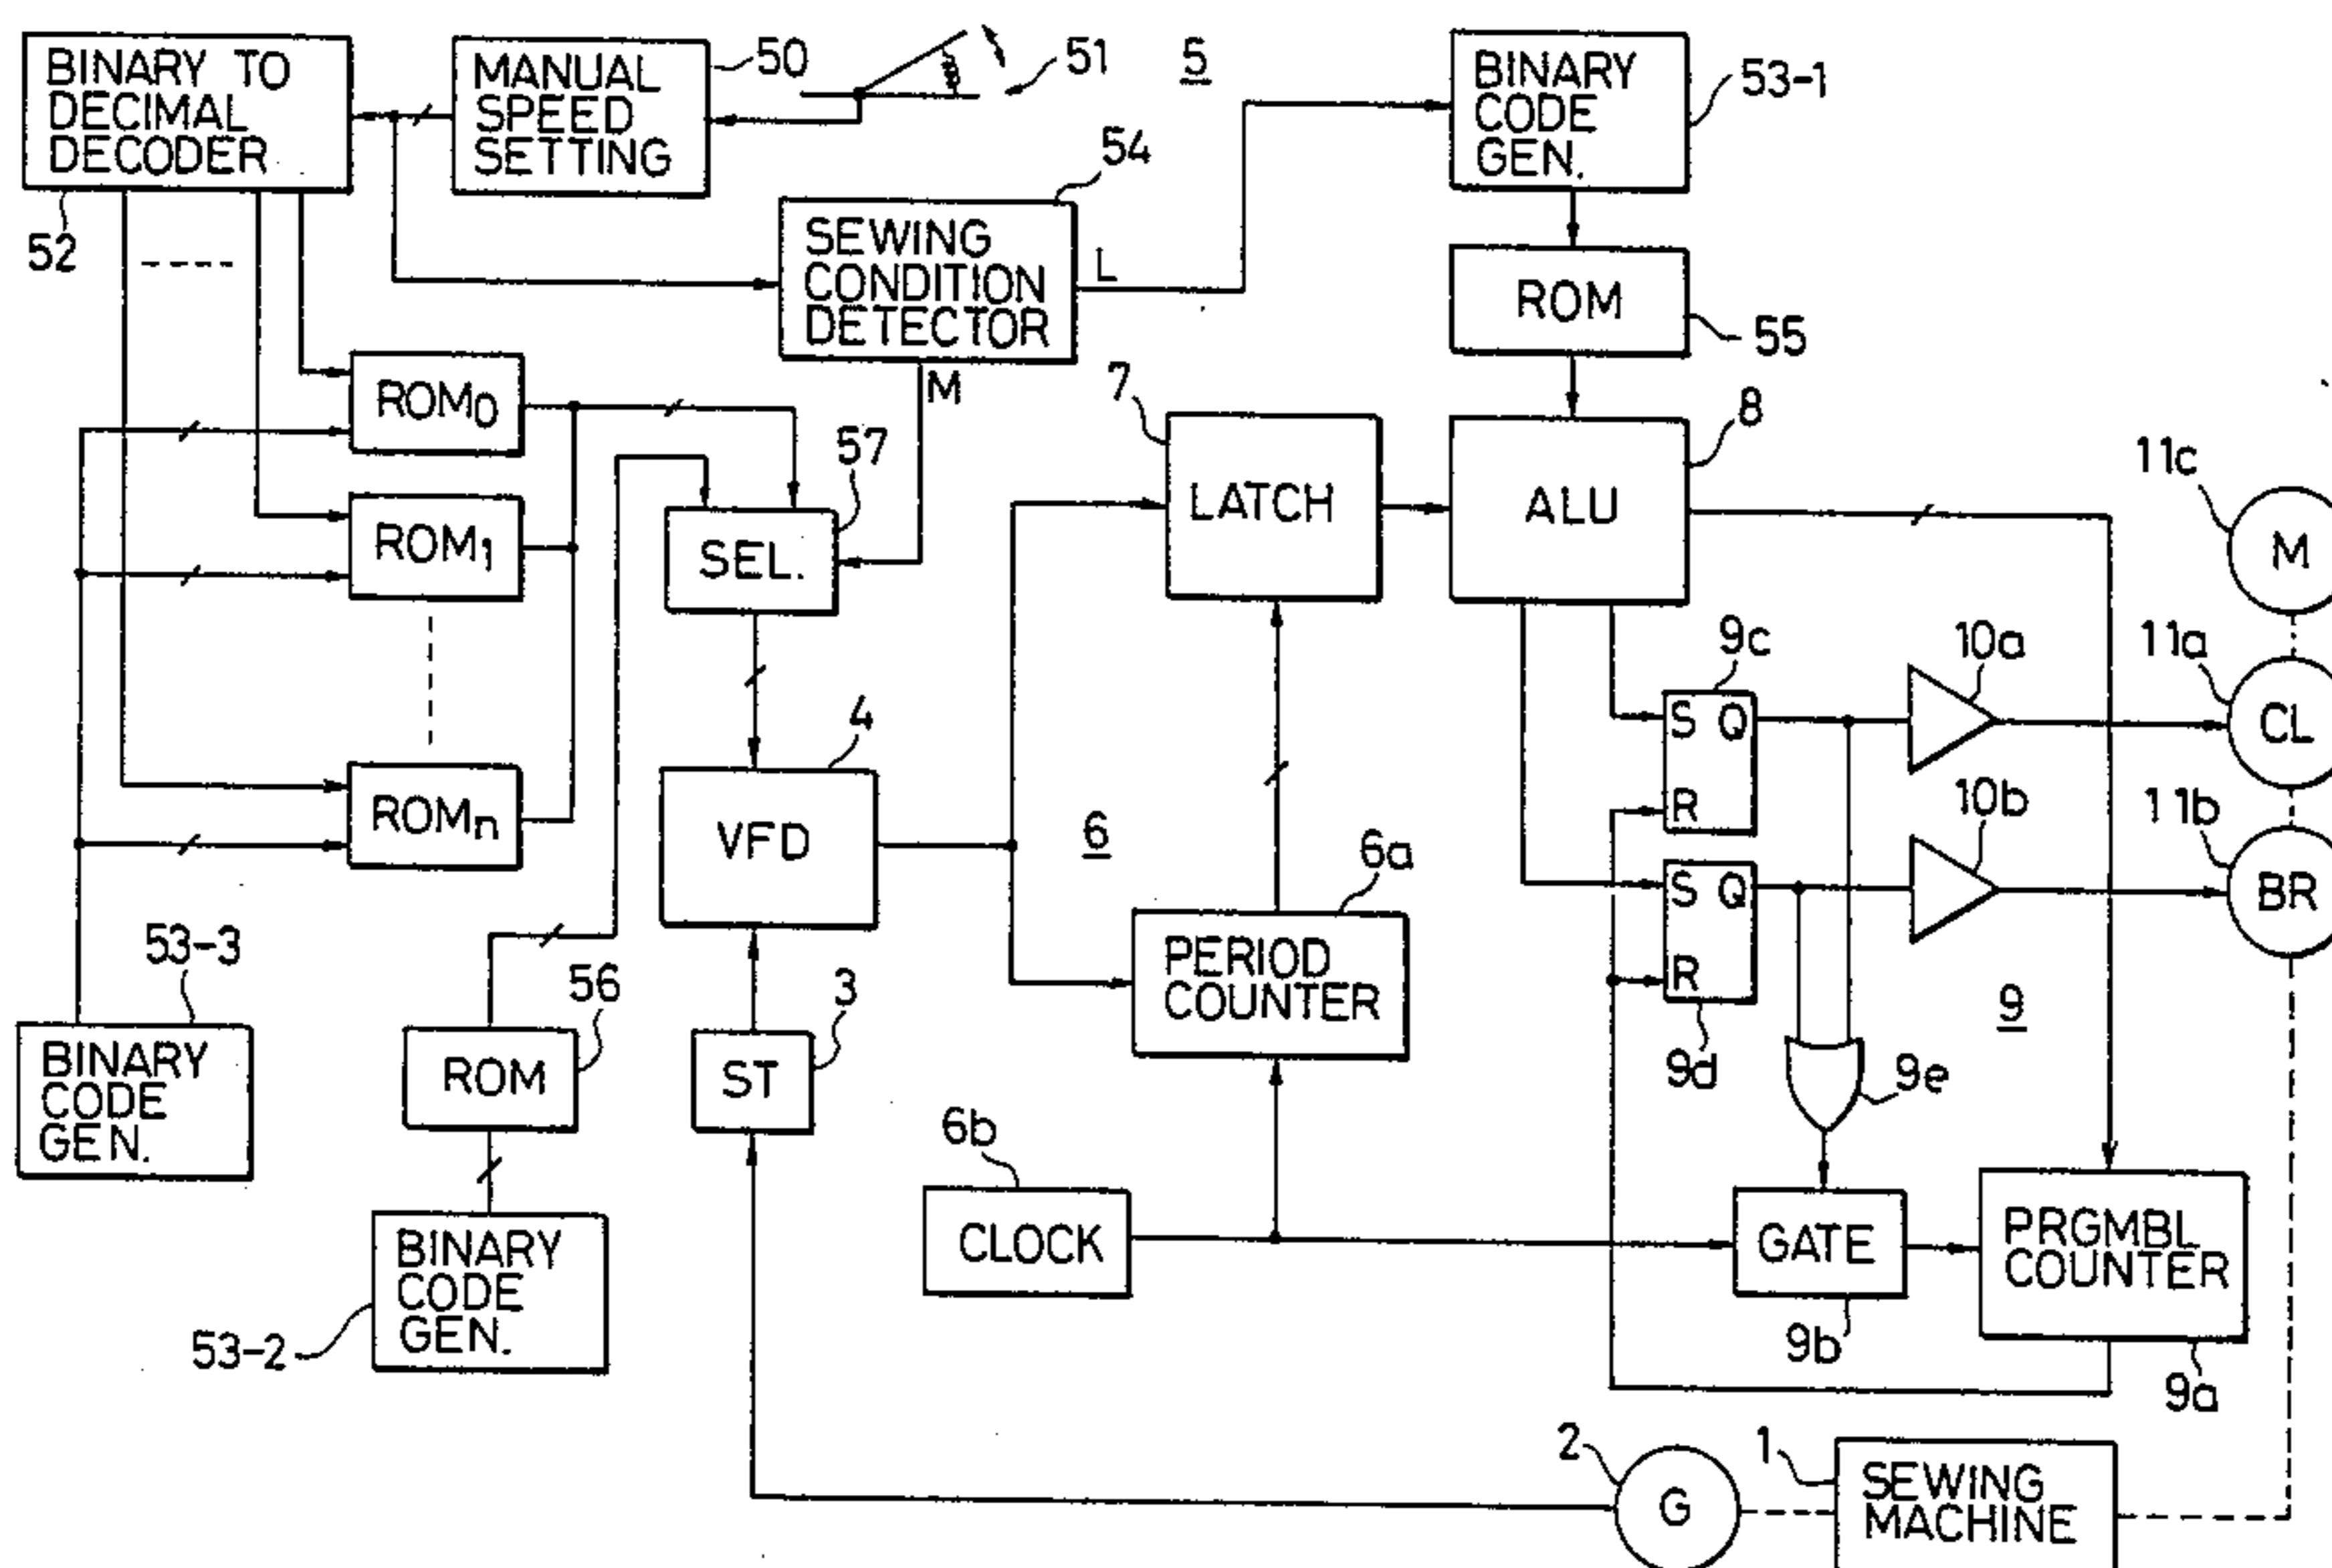 BINARY TO
DECIMAL
DECODER
52
MANUAL
SPEED
SETTING
50
51
5
BINARY
CODE
GEN.
53-1
54
SEWING
CONDITION
DETECTOR
L
M
ROM
55
ROM0
ROM1
ROMn
57
SEL.
7
LATCH
8
ALU
11c
M
4
VFD
6
9c
S Q
R
10a
11a
CL
S Q
R
9d
10b
11b
BR
6a
PERIOD
COUNTER
9
9e
53-3
BINARY
CODE
GEN.
56
ROM
3
ST
6b
CLOCK
GATE
9b
PRGMBL
COUNTER
9a
53-2
BINARY
CODE
GEN.
2
G
1
SEWING
MACHINE